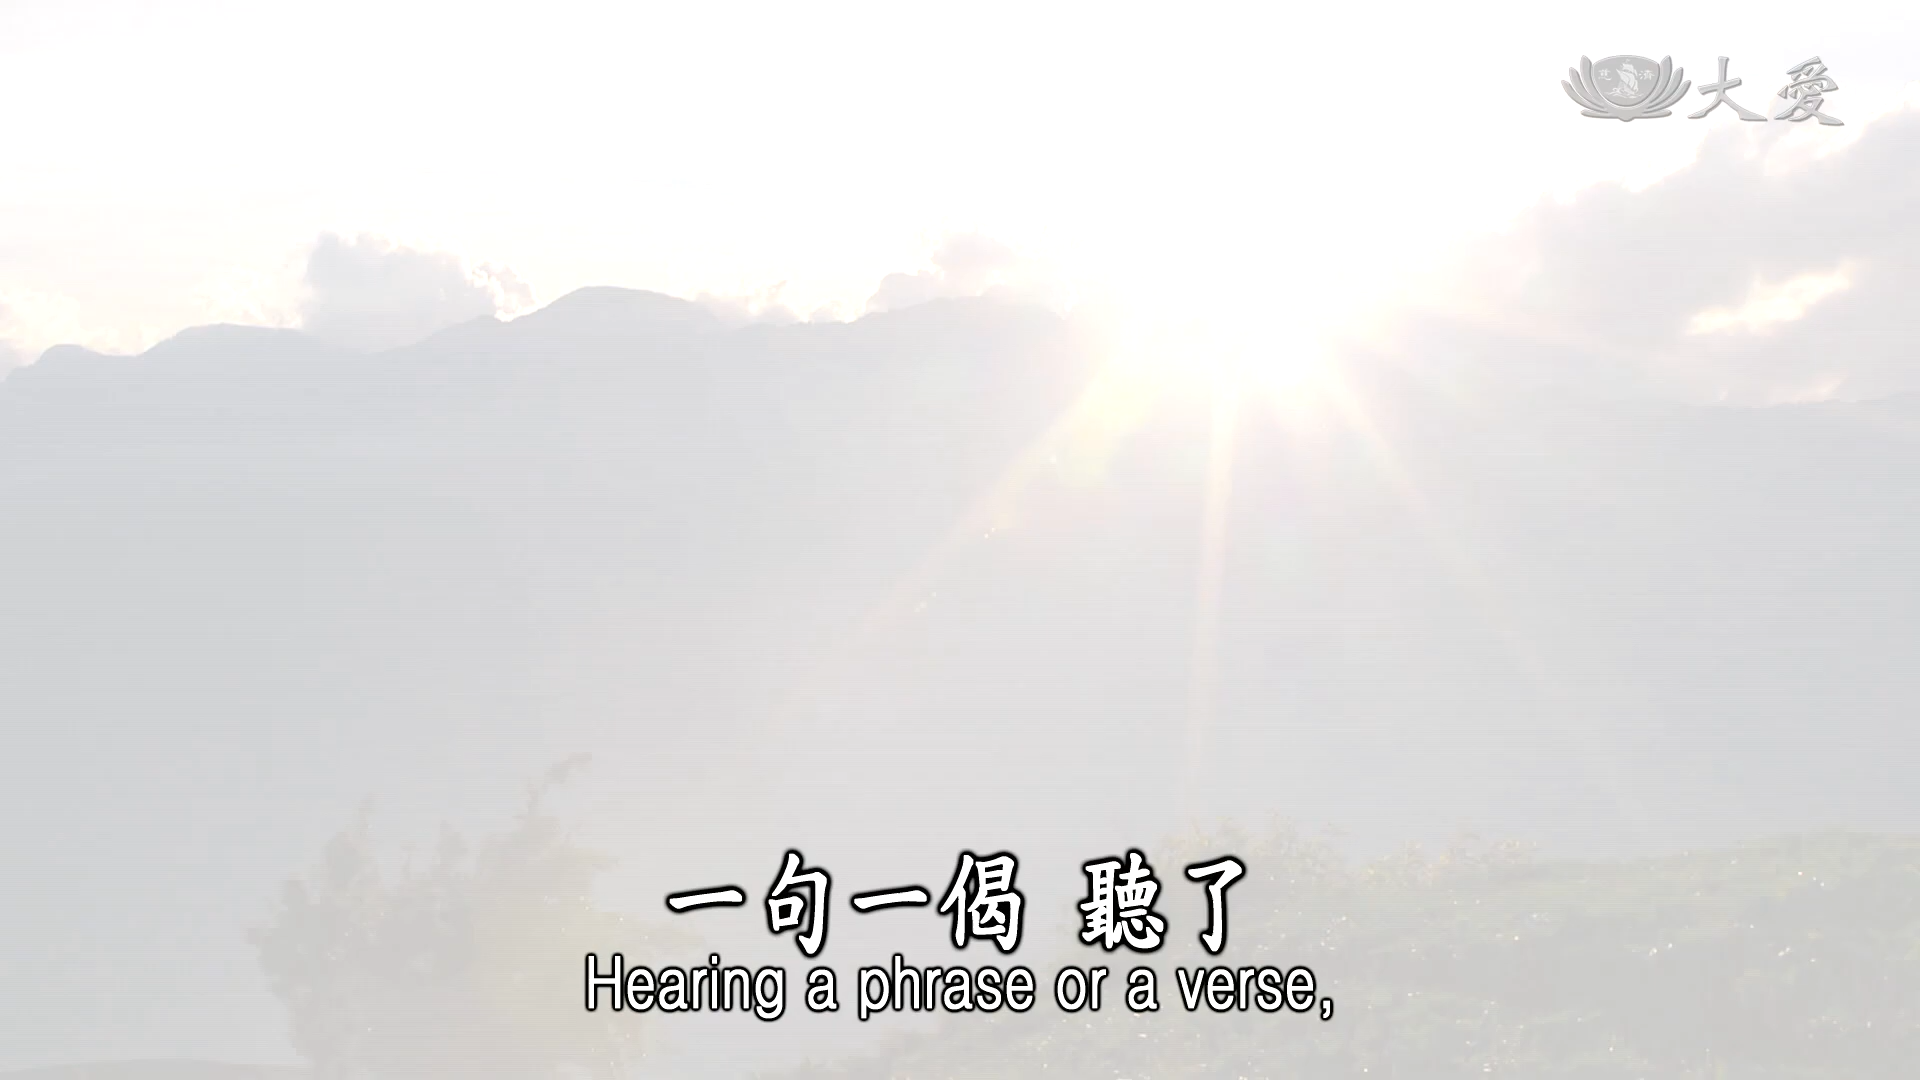 大愛
一句一偈 聽了
Hearing a phrase or a verse,